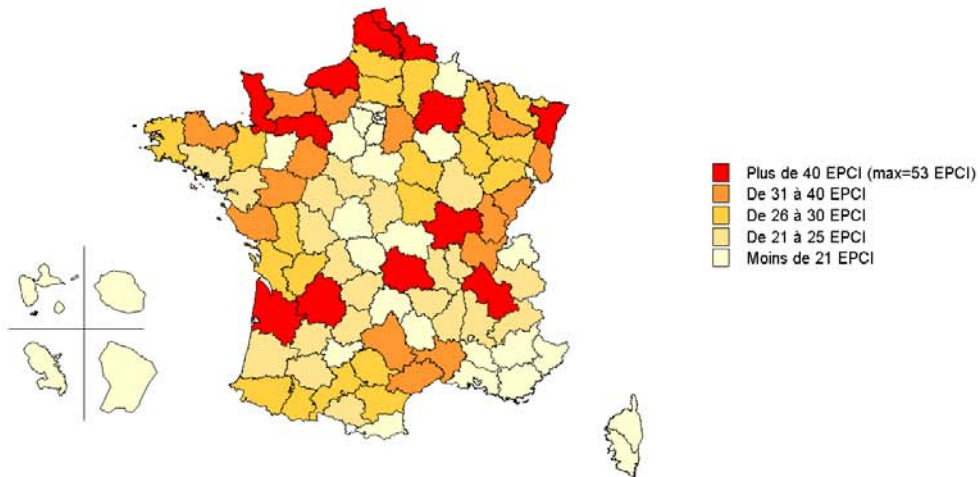 Plus de 40 EPCI (max=53 EPCI)
De 31 à 40 EPCI
De 26 à 30 EPCI
De 21 à 25 EPCI
Moins de 21 EPCI